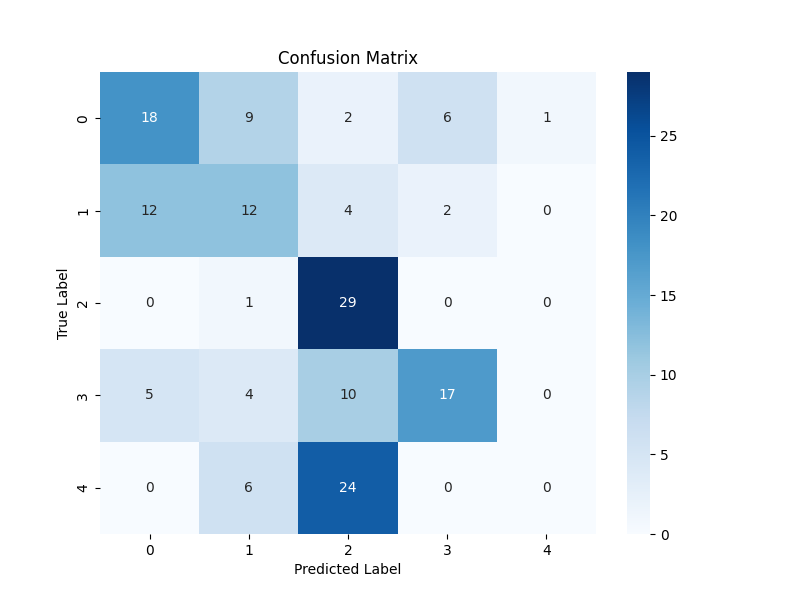 Confusion Matrix
0 18 9 2 6 1
1 12 12 4 2 0
2 0 1 29 0 0
3 5 4 10 17 0
4 0 6 24 0 0
0 1 2 3 4
Predicted Label
True Label
25
20
15
10
5
0